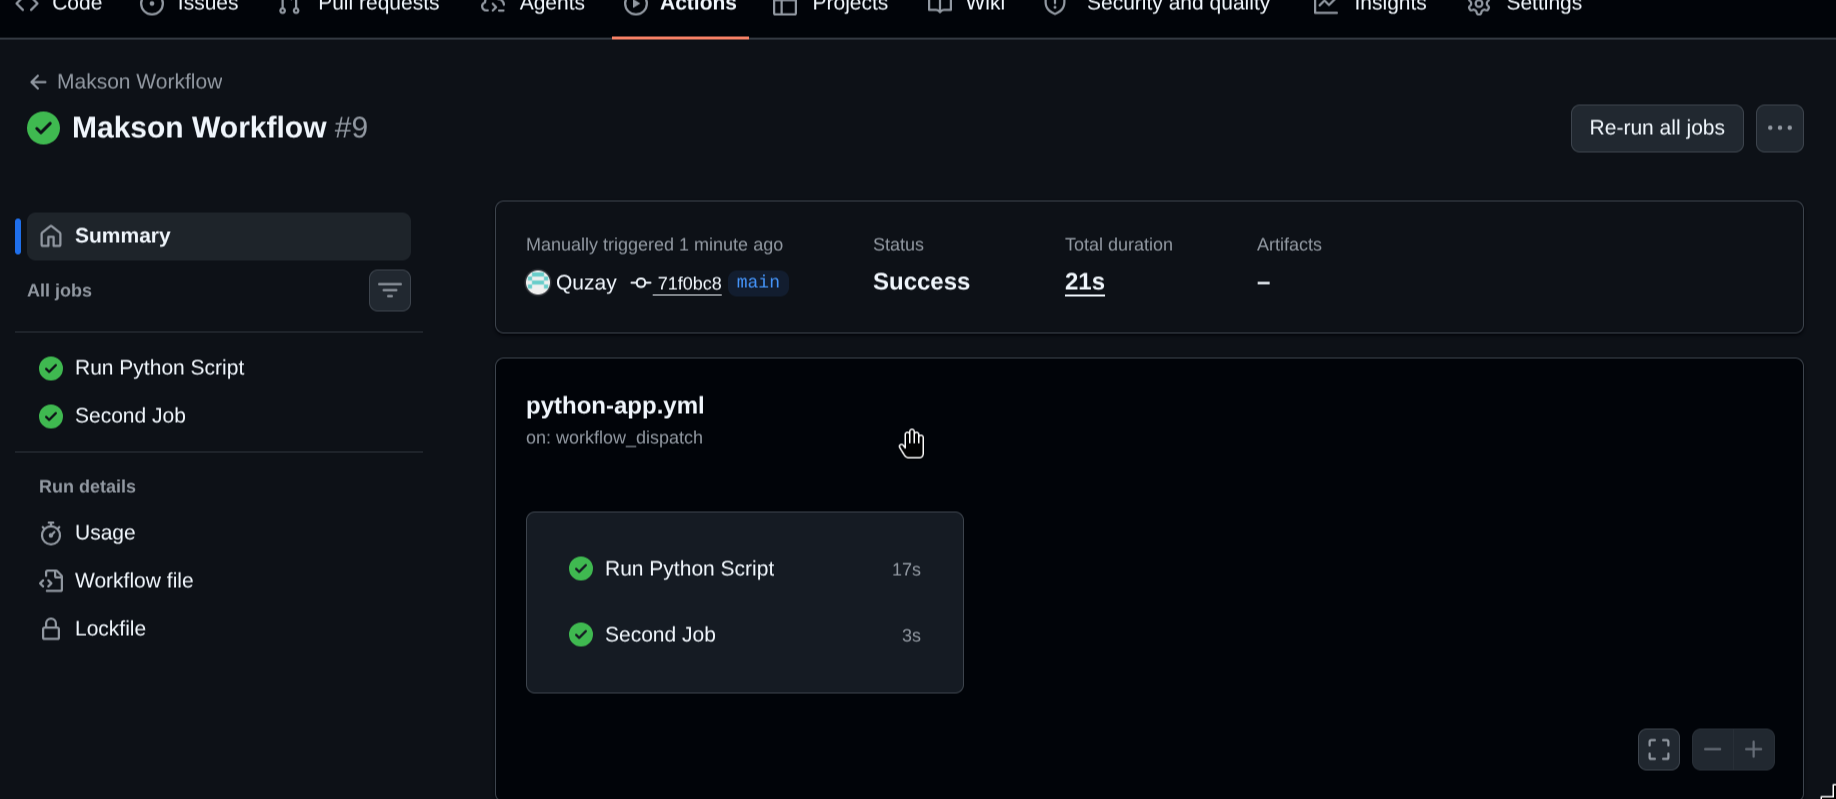 Code Issues Pull requests Agents Actions Projects Wiki Security and quality Insights Settings
Makson Workflow
Makson Workflow #9
Re-run all jobs
Summary
All jobs
Run Python Script
Second Job
Run details
Usage
Workflow file
Lockfile
Manually triggered 1 minute ago
Quzay 71f0bc8 main
Status
Success
Total duration
21s
Artifacts
–
python-app.yml
on: workflow_dispatch
Run Python Script 17s
Second Job 3s